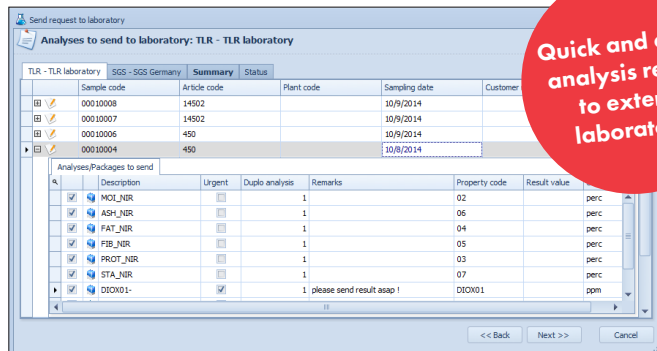 Send request to laboratory
Analyses to send to laboratory: TLR - TLR laboratory
Quick and
analysis
to
TLR - TLR laboratory SGS - SGS Germany Summary Status
Sample code Article code Plant code Sampling date Customer
00010008 14502 10/9/2014
00010007 14502 10/9/2014
00010006 450 10/9/2014
00010004 450 10/8/2014
Analyses/Packages to send
Description Urgent Duplo analysis Remarks Property code Result value
MOI_NIR 1 02 perc
ASH_NIR 1 06 perc
FAT_NIR 1 04 perc
FIB_NIR 1 05 perc
PROT_NIR 1 03 perc
STA_NIR 1 07 perc
DIOX01- 1 please send result asap ! DIOX01 ppm
<< Back Next >> Cancel